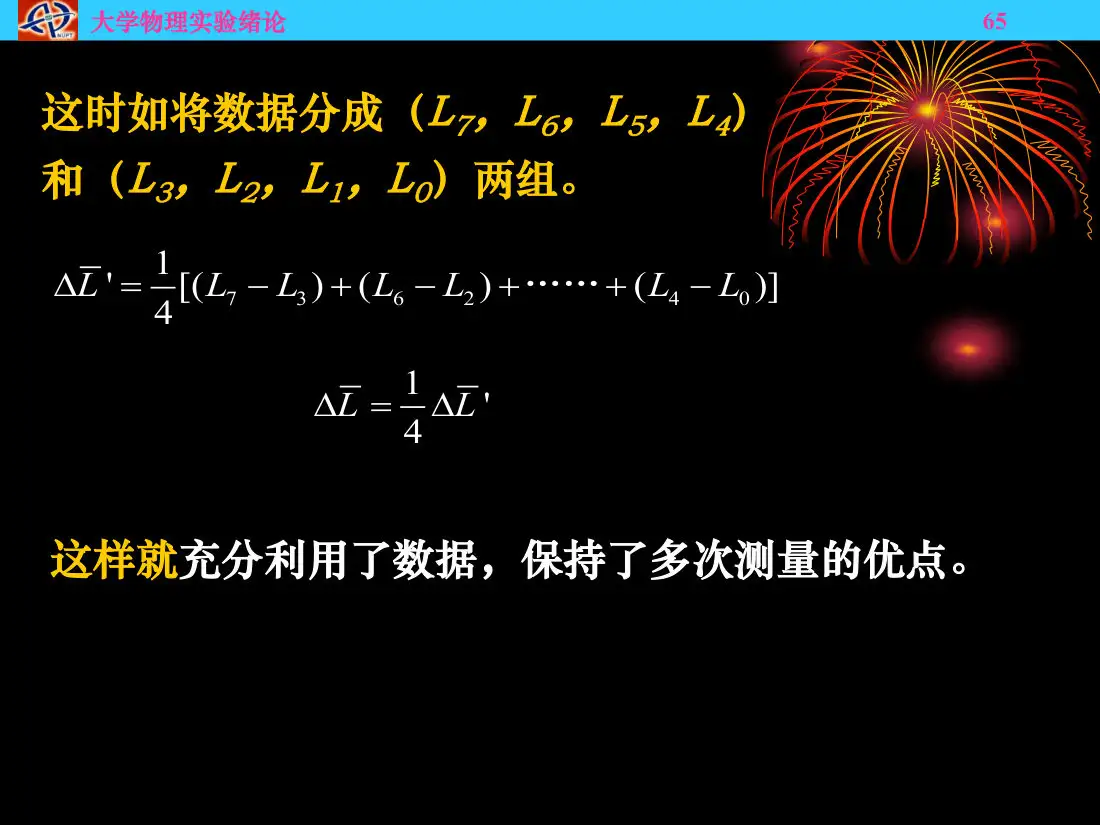 大学物理实验绪论
65
NUPT
这时如将数据分成（L₇，L₆，L₅，L₄）
和（L₃，L₂，L₁，L₀）两组。
ΔL̅ ' = 1/4 [(L₇ − L₃) + (L₆ − L₂) + …… + (L₄ − L₀)]
ΔL̅ = 1/4 ΔL̅ '
这样就充分利用了数据，保持了多次测量的优点。